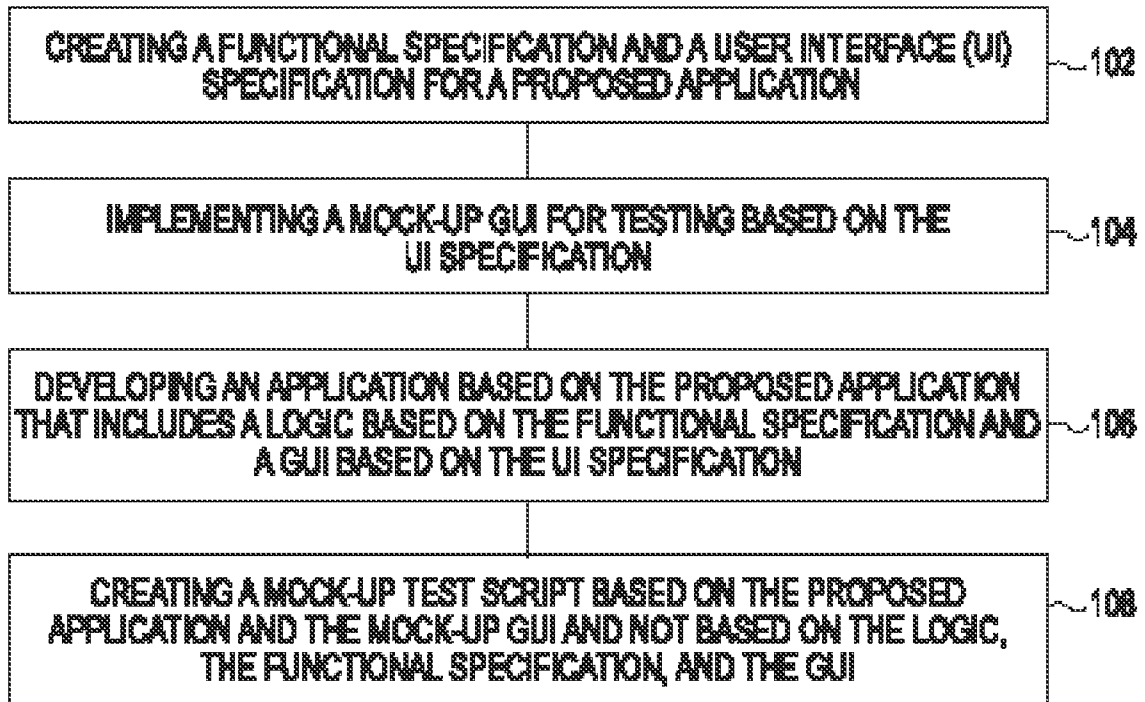 CREATING A FUNCTIONAL SPECIFICATION AND A USER INTERFACE (UI)
SPECIFICATION FOR A PROPOSED APPLICATION
102
IMPLEMENTING A MOCK-UP GUI FOR TESTING BASED ON THE
UI SPECIFICATION
104
DEVELOPING AN APPLICATION BASED ON THE PROPOSED APPLICATION
THAT INCLUDES A LOGIC BASED ON THE FUNCTIONAL SPECIFICATION AND
A GUI BASED ON THE UI SPECIFICATION
106
CREATING A MOCK-UP TEST SCRIPT BASED ON THE PROPOSED
APPLICATION AND THE MOCK-UP GUI AND NOT BASED ON THE LOGIC,
THE FUNCTIONAL SPECIFICATION, AND THE GUI
108